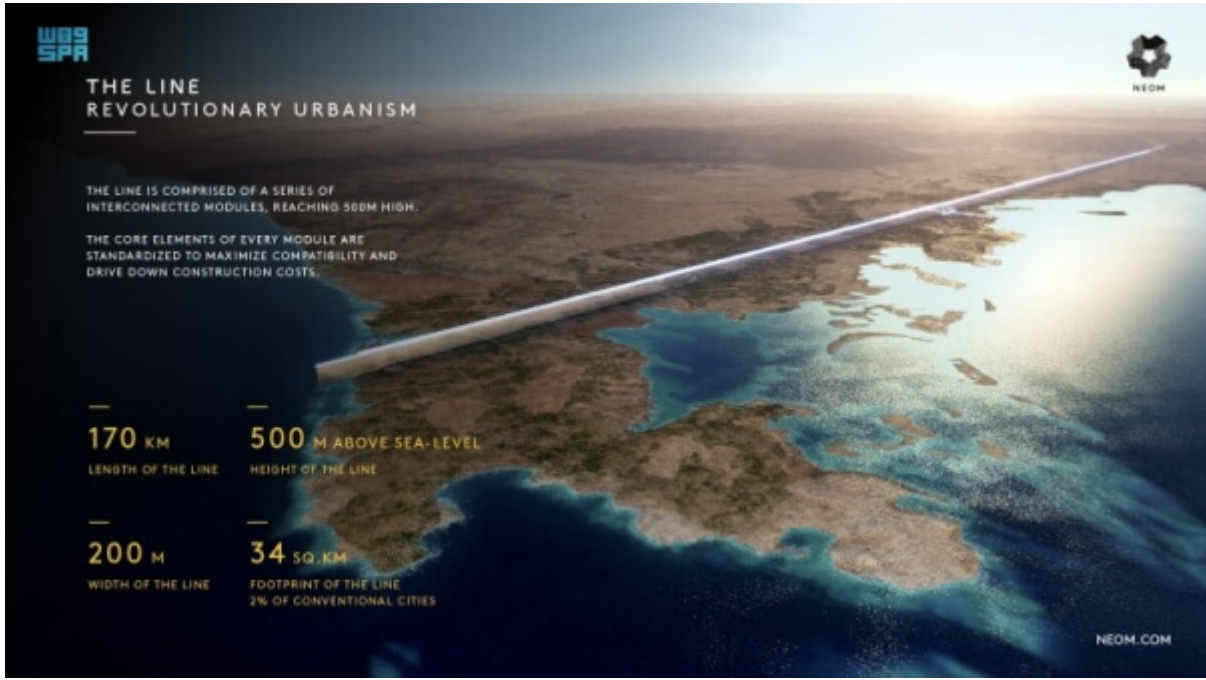 WAS
SPA
THE LINE
REVOLUTIONARY URBANISM
NEOM
THE LINE IS COMPRISED OF A SERIES OF
INTERCONNECTED MODULES, REACHING 500M HIGH.
THE CORE ELEMENTS OF EVERY MODULE ARE
STANDARDIZED TO MAXIMIZE COMPATIBILITY AND
DRIVE DOWN CONSTRUCTION COSTS.
170 KM
LENGTH OF THE LINE
500 M ABOVE SEA-LEVEL
HEIGHT OF THE LINE
200 M
WIDTH OF THE LINE
34 SQ.KM
FOOTPRINT OF THE LINE
2% OF CONVENTIONAL CITIES
NEOM.COM